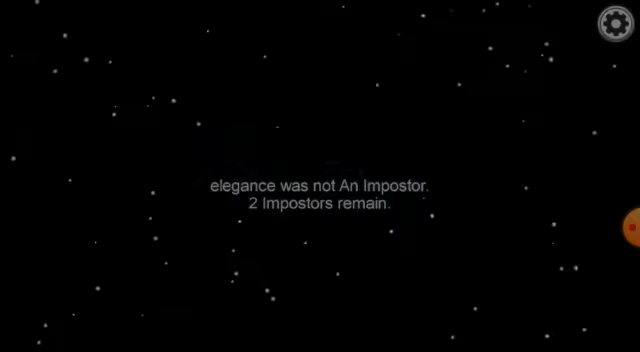 elegance was not An Impostor.
2 Impostors remain.